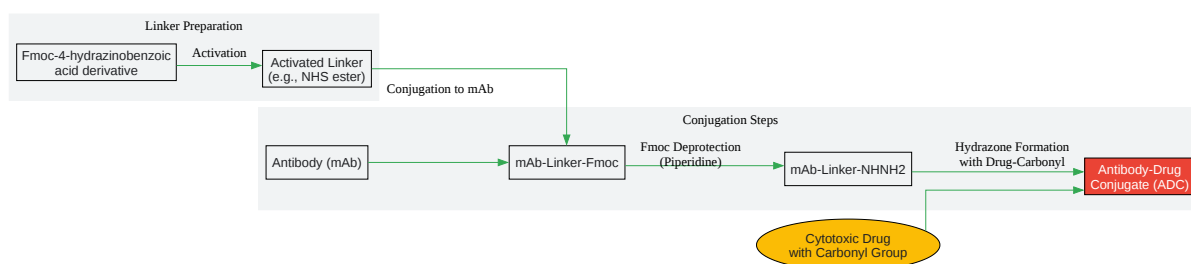 Linker Preparation
Fmoc-4-hydrazinobenzoic
acid derivative
Activation
Activated Linker
(e.g., NHS ester)
Conjugation to mAb
Conjugation Steps
Antibody (mAb)
mAb-Linker-Fmoc
Fmoc Deprotection
(Piperidine)
mAb-Linker-NHNH2
Hydrazone Formation
with Drug-Carbonyl
Antibody-Drug
Conjugate (ADC)
Cytotoxic Drug
with Carbonyl Group